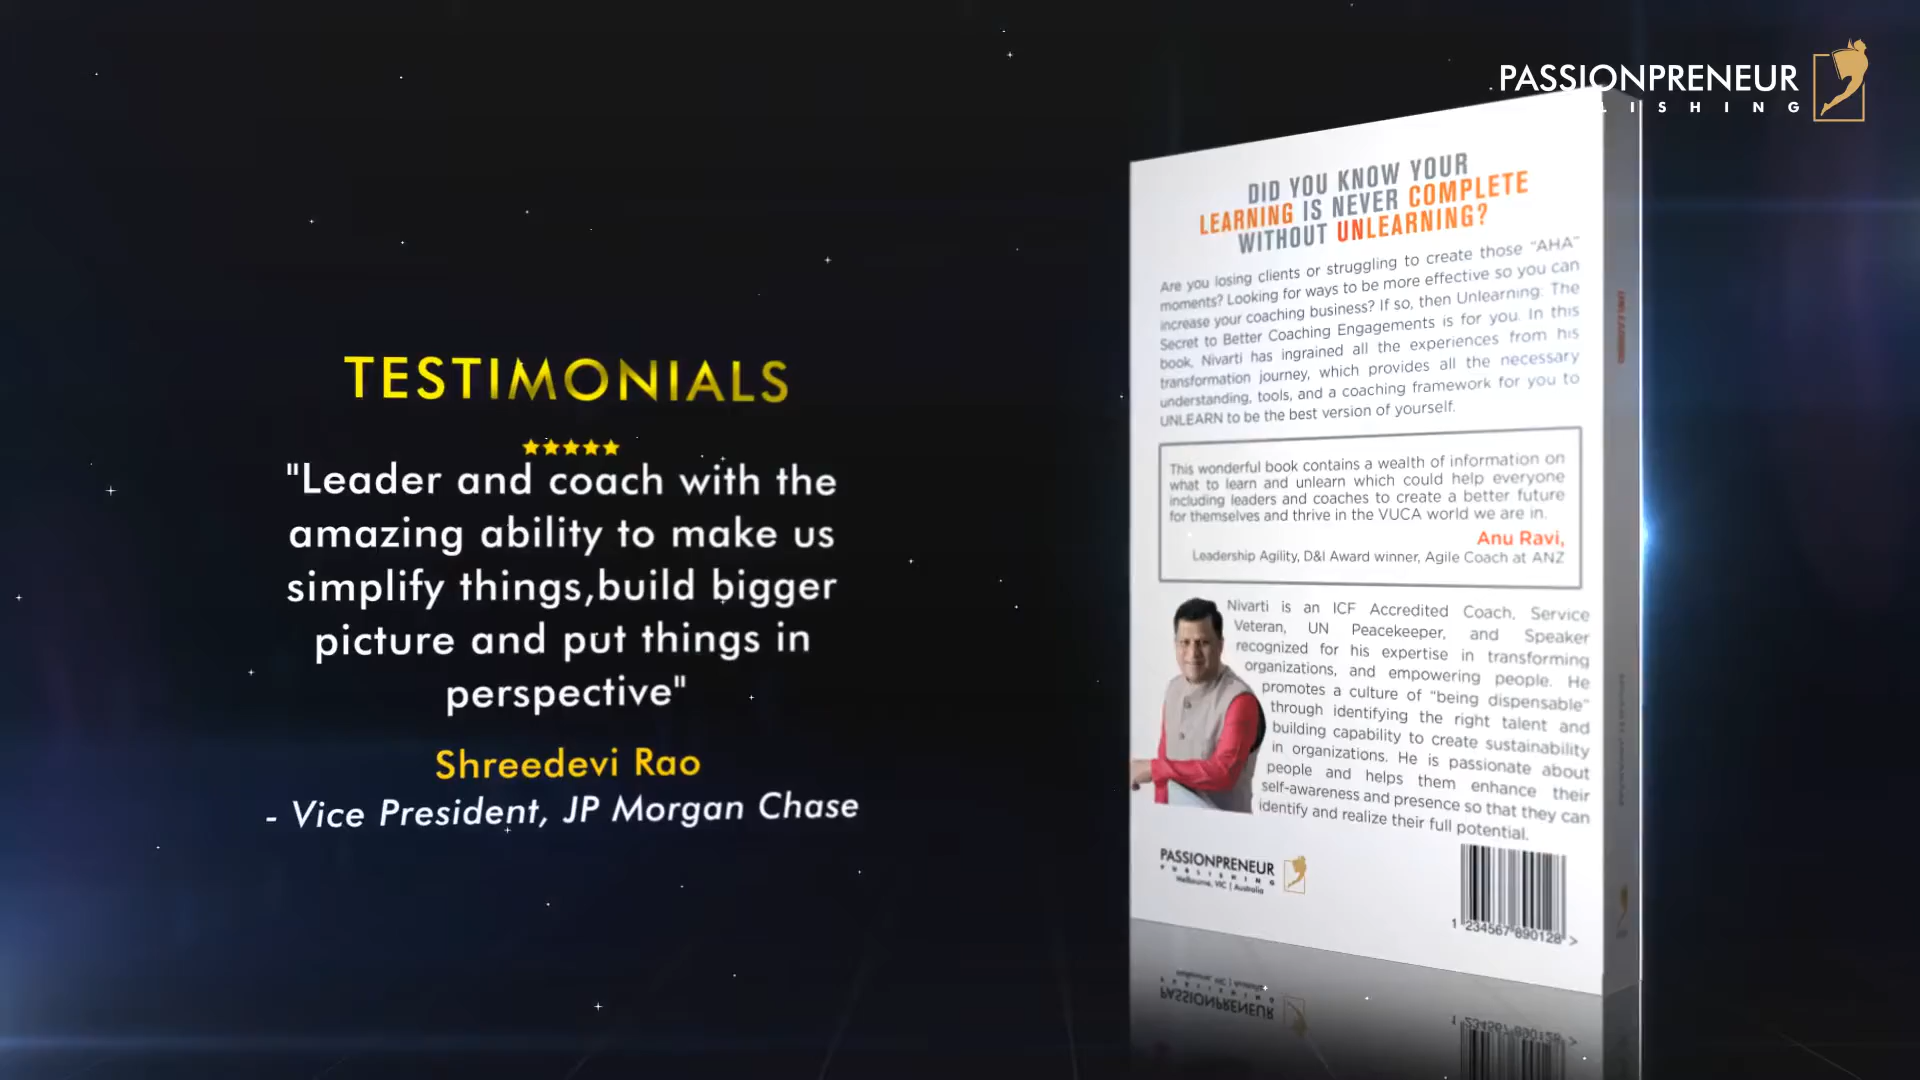 PASSIONPRENEUR
LISHING
TESTIMONIALS
"Leader and coach with the
amazing ability to make us
simplify things,build bigger
picture and put things in
perspective"
Shreedevi Rao
- Vice President, JP Morgan Chase
DID YOU KNOW YOUR
LEARNING IS NEVER COMPLETE
WITHOUT UNLEARNING?
Are you losing clients or struggling to create those "AHA"
moments? Looking for ways to be more effective so you can
increase your coaching business? If so, then Unlearning: The
Secret to Better Coaching Engagements is for you. In this
book, Nivarti has ingrained all the experiences from his
transformation journey, which provides all the necessary
understanding, tools, and a coaching framework for you to
UNLEARN to be the best version of yourself.
This wonderful book contains a wealth of information on
what to learn and unlearn which could help everyone
including leaders and coaches to create a better future
for themselves and thrive in the VUCA world we are in.
Anu Ravi,
Leadership Agility, D&I Award winner, Agile Coach at ANZ
Nivarti is an ICF Accredited Coach, Service
Veteran, UN Peacekeeper, and Speaker
recognized for his expertise in transforming
organizations, and empowering people. He
promotes a culture of "being dispensable"
through identifying the right talent and
building capability to create sustainability
in organizations. He is passionate about
people and helps them enhance their
self-awareness and presence so that they can
identify and realize their full potential.
PASSIONPRENEUR
PUBLISHING
Melbourne, VIC | Australia
1 234567 890128 >